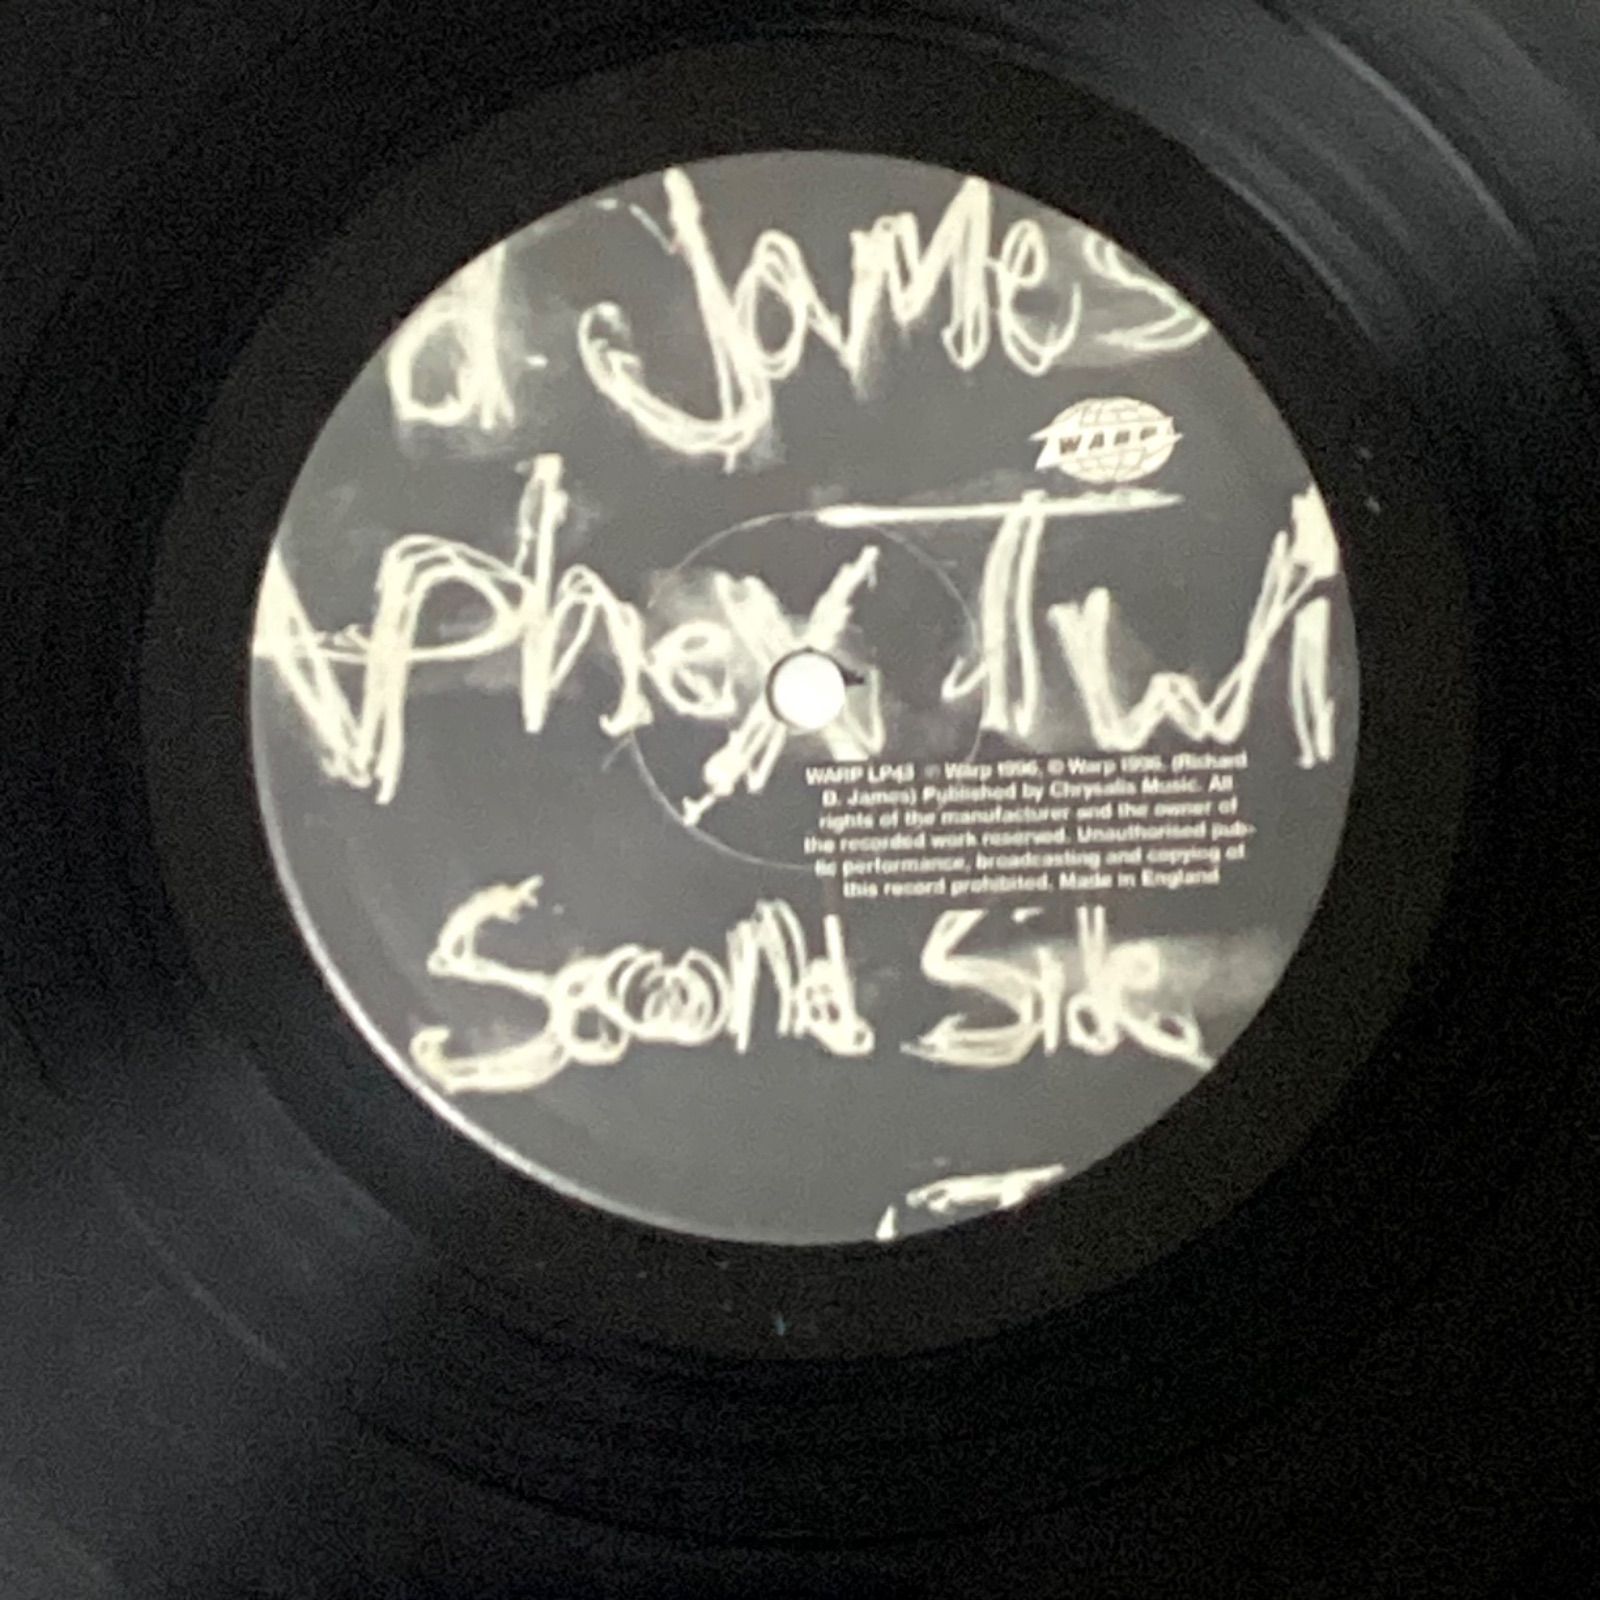 d. James
WARP
phex Twi
WARP LP43 ℗ Warp 1996, © Warp 1996. (Richard
D. James) Published by Chrysalis Music. All
rights of the manufacturer and the owner of
the recorded work reserved. Unauthorised pub-
lic performance, broadcasting and copying of
this record prohibited. Made in England
Second Side